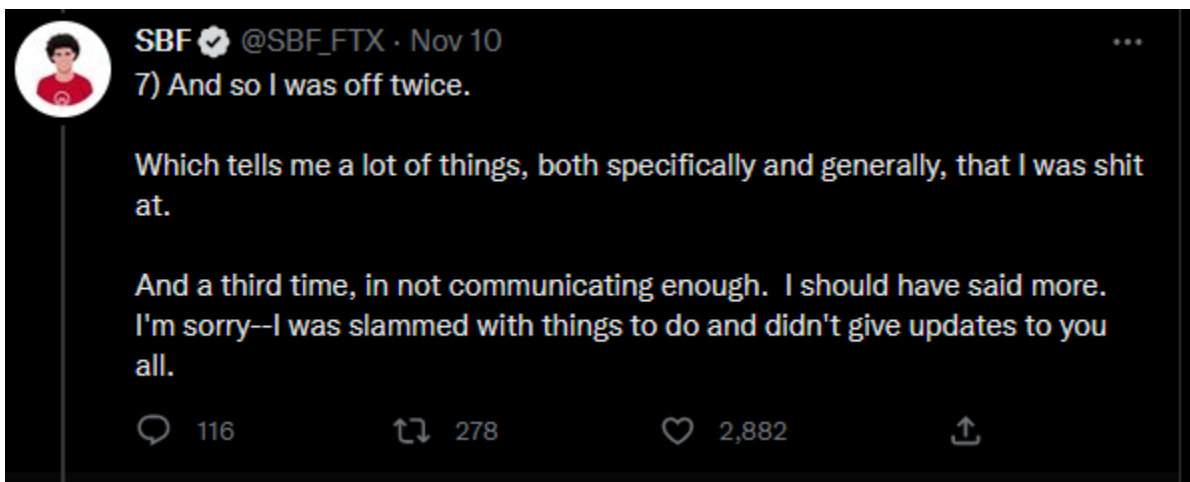 SBF @SBF_FTX · Nov 10
7) And so I was off twice.
Which tells me a lot of things, both specifically and generally, that I was shit
at.
And a third time, in not communicating enough.  I should have said more.
I'm sorry--I was slammed with things to do and didn't give updates to you
all.
116 278 2,882